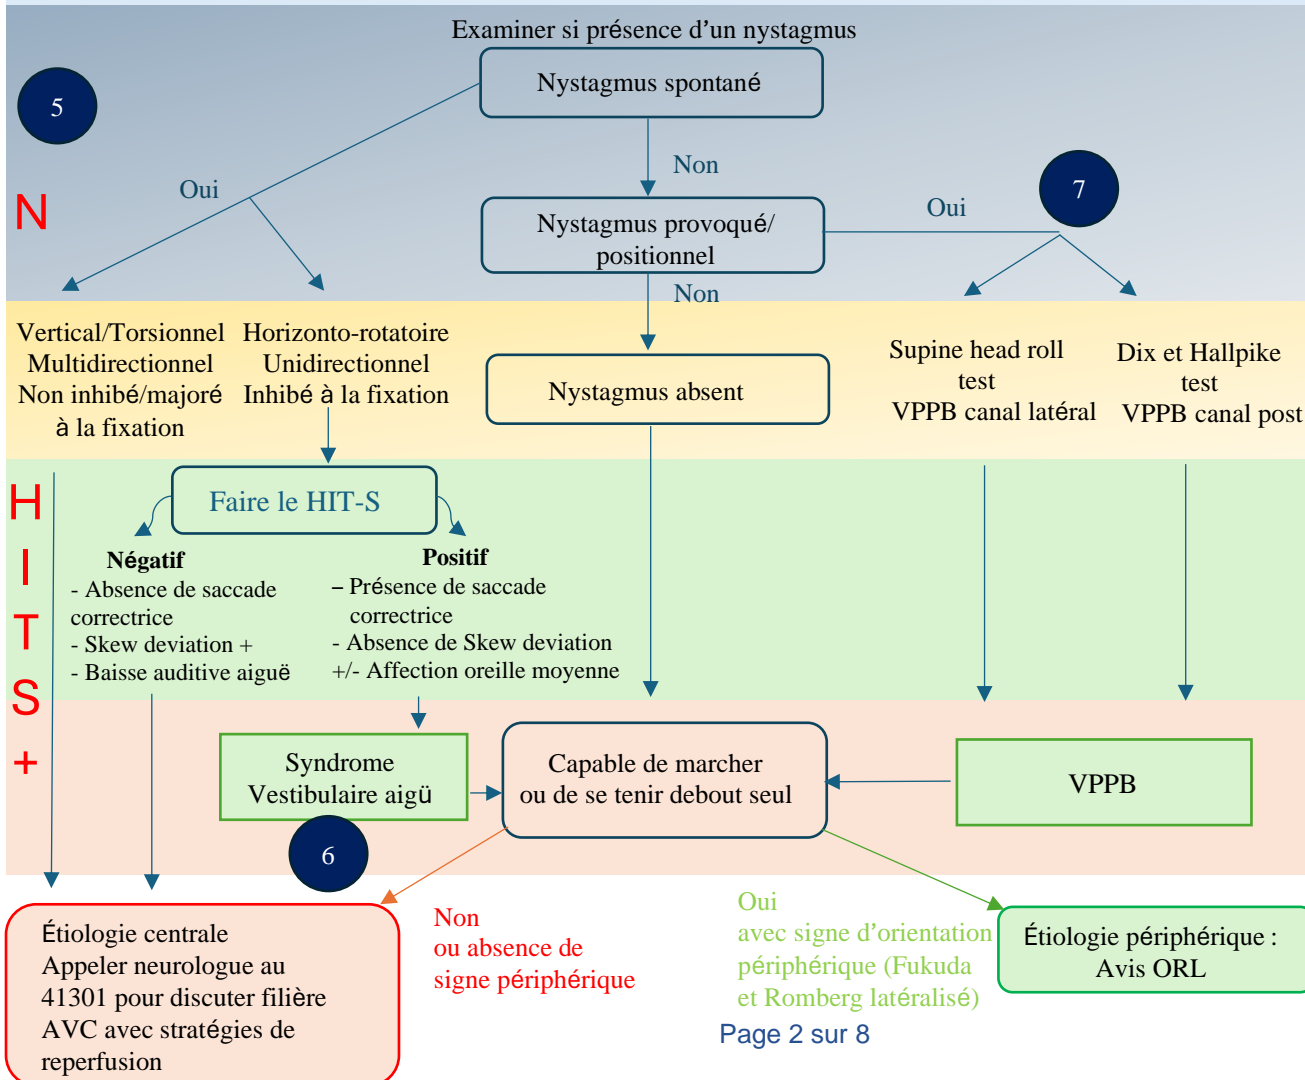 Examiner si présence d'un nystagmus
Nystagmus spontané
5
Oui
Non
7
N
Nystagmus provoqué/
positionnel
Oui
Non
Vertical/Torsionnel
Multidirectionnel
Non inhibé/majoré
à la fixation
Horizonto-rotatoire
Unidirectionnel
Inhibé à la fixation
Nystagmus absent
Supine head roll
test
VPPB canal latéral
Dix et Hallpike
test
VPPB canal post
H
I
T
S
+
Faire le HIT-S
Négatif
- Absence de saccade
correctrice
- Skew deviation +
- Baisse auditive aiguë
Positif
– Présence de saccade
correctrice
- Absence de Skew deviation
+/- Affection oreille moyenne
Syndrome
Vestibulaire aigü
6
Capable de marcher
ou de se tenir debout seul
VPPB
Étiologie centrale
Appeler neurologue au
41301 pour discuter filière
AVC avec stratégies de
reperfusion
Non
ou absence de
signe périphérique
Oui
avec signe d'orientation
périphérique (Fukuda
et Romberg latéralisé)
Étiologie périphérique :
Avis ORL
Page 2 sur 8